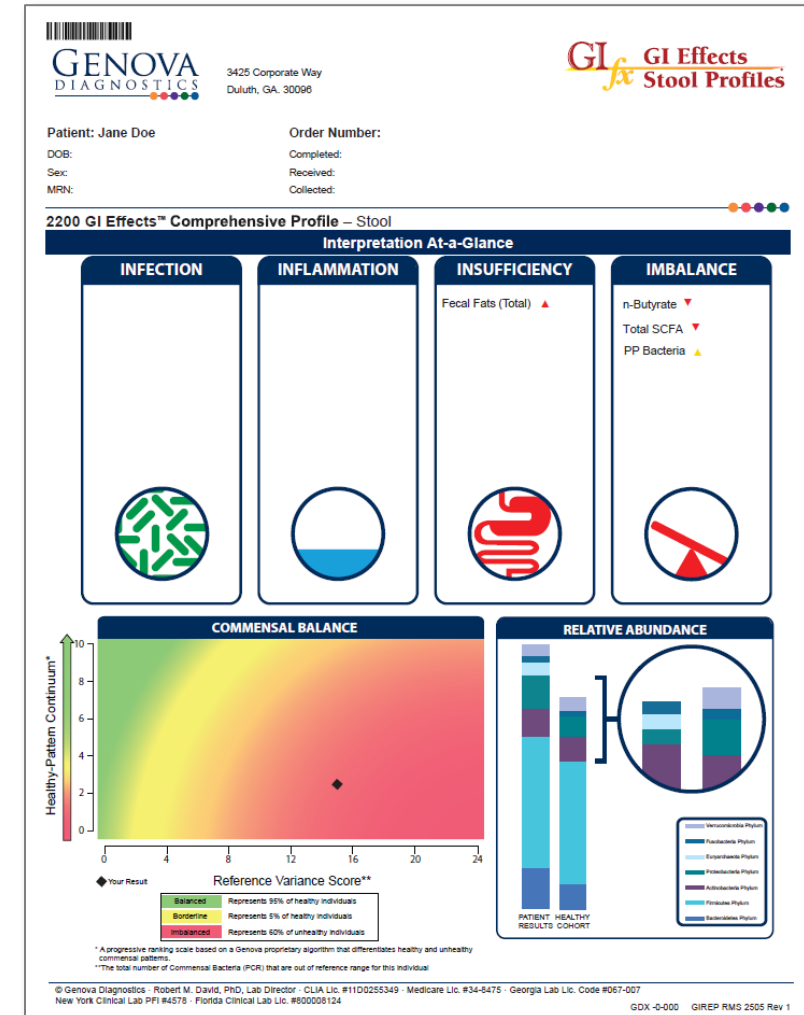 GENOVA
DIAGNOSTICS
3425 Corporate Way
Duluth, GA. 30096
GI fx GI Effects
Stool Profiles
Patient: Jane Doe
Order Number:
DOB:
Completed:
Sex:
Received:
MRN:
Collected:
2200 GI Effects™ Comprehensive Profile – Stool
Interpretation At-a-Glance
INFECTION
INFLAMMATION
INSUFFICIENCY
IMBALANCE
Fecal Fats (Total)
n-Butyrate
Total SCFA
PP Bacteria
COMMENSAL BALANCE
Healthy-Pattern Continuum*
10
8
6
4
2
0
0 4 8 12 16 20 24
Your Result
Reference Variance Score**
Balanced Represents 95% of healthy individuals
Borderline Represents 5% of healthy individuals
Imbalanced Represents 60% of unhealthy individuals
* A progressive ranking scale based on a Genova proprietary algorithm that differentiates healthy and unhealthy
commensal patterns.
**The total number of Commensal Bacteria (PCR) that are out of reference range for this individual
RELATIVE ABUNDANCE
Verrucomicrobia Phylum
Fusobacteria Phylum
Euryarchaeota Phylum
Proteobacteria Phylum
Actinobacteria Phylum
Firmicutes Phylum
Bacteroidetes Phylum
PATIENT RESULTS
HEALTHY COHORT
© Genova Diagnostics · Robert M. David, PhD, Lab Director · CLIA Lic. #11D0255349 · Medicare Lic. #34-8475 · Georgia Lab Lic. Code #067-007
New York Clinical Lab PFI #4578 · Florida Clinical Lab Lic. #800008124
GDX -0-000 GIREP RMS 2505 Rev 1